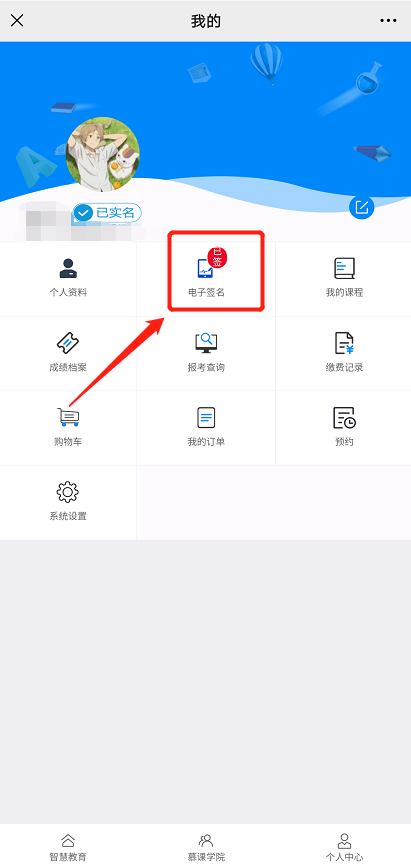 我的
已实名
已签
个人资料
电子签名
我的课程
成绩档案
报考查询
缴费记录
购物车
我的订单
预约
系统设置
智慧教育
慕课学院
个人中心